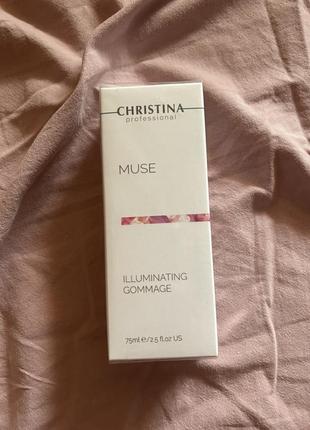 CHRISTINA
professional
MUSE
ILLUMINATING
GOMMAGE
75ml ℮/2.5 fl.oz US